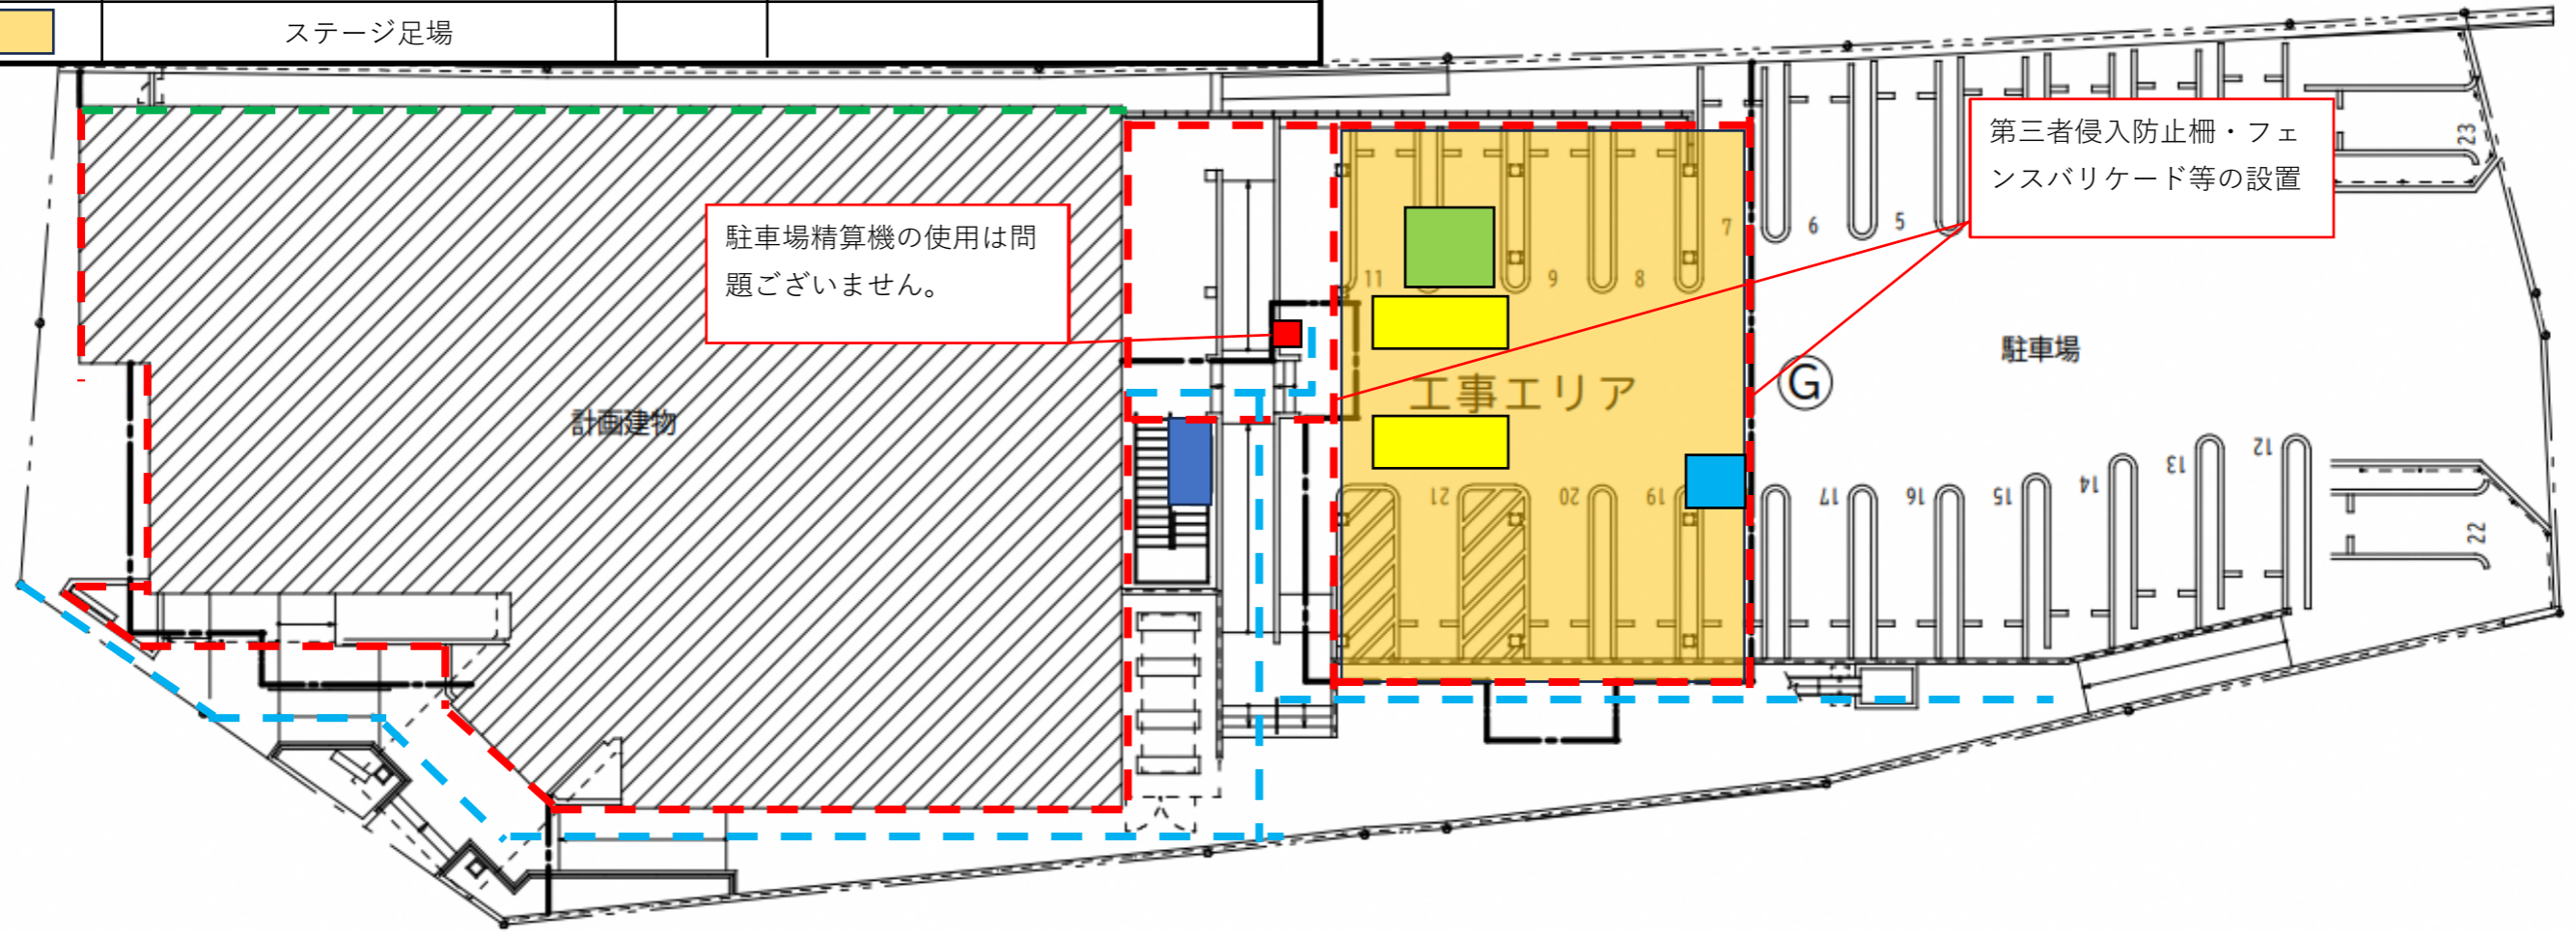 ステージ足場
第三者侵入防止柵・フェ
ンスバリケード等の設置
23
駐車場精算機の使用は問
題ございません。
7
6
5
11
9
8
駐車場
G
工事エリア
計画建物
12
13
14
15
16
17
19
20
21
22